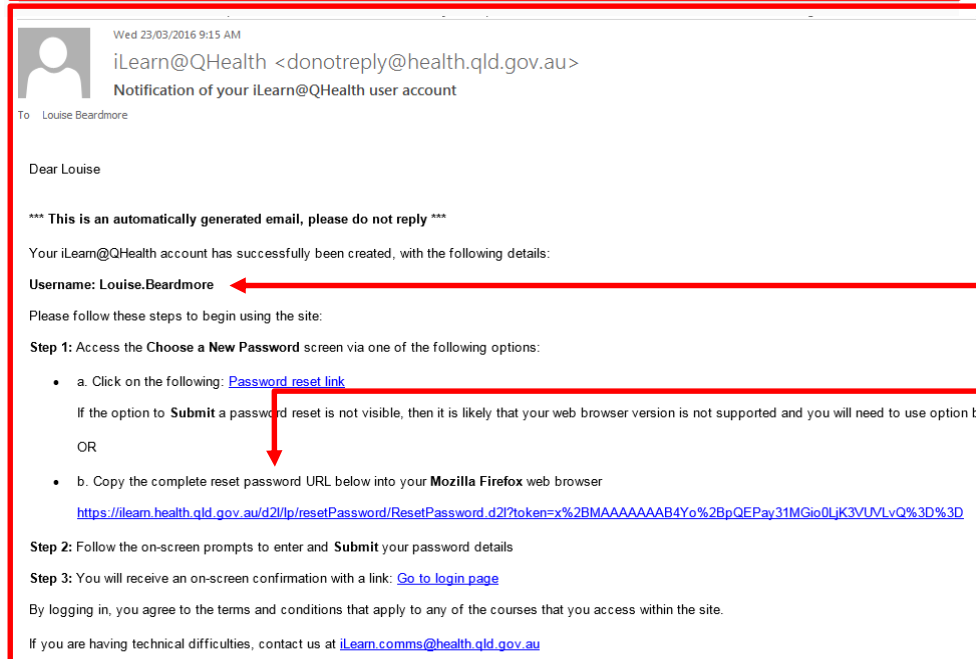 Wed 23/03/2016 9:15 AM
iLearn@QHealth <donotreply@health.qld.gov.au>
Notification of your iLearn@QHealth user account
To Louise Beardmore
Dear Louise
*** This is an automatically generated email, please do not reply ***
Your iLearn@QHealth account has successfully been created, with the following details:
Username: Louise.Beardmore
Please follow these steps to begin using the site:
Step 1: Access the Choose a New Password screen via one of the following options:
• a. Click on the following: Password reset link
If the option to Submit a password reset is not visible, then it is likely that your web browser version is not supported and you will need to use option b
OR
• b. Copy the complete reset password URL below into your Mozilla Firefox web browser
https://ilearn.health.qld.gov.au/d2l/lp/resetPassword/ResetPassword.d2l?token=x%2BMAAAAAAAB4Yo%2BpQEPay31MGio0LjK3VUVLvQ%3D%3D
Step 2: Follow the on-screen prompts to enter and Submit your password details
Step 3: You will receive an on-screen confirmation with a link: Go to login page
By logging in, you agree to the terms and conditions that apply to any of the courses that you access within the site.
If you are having technical difficulties, contact us at iLearn.comms@health.qld.gov.au